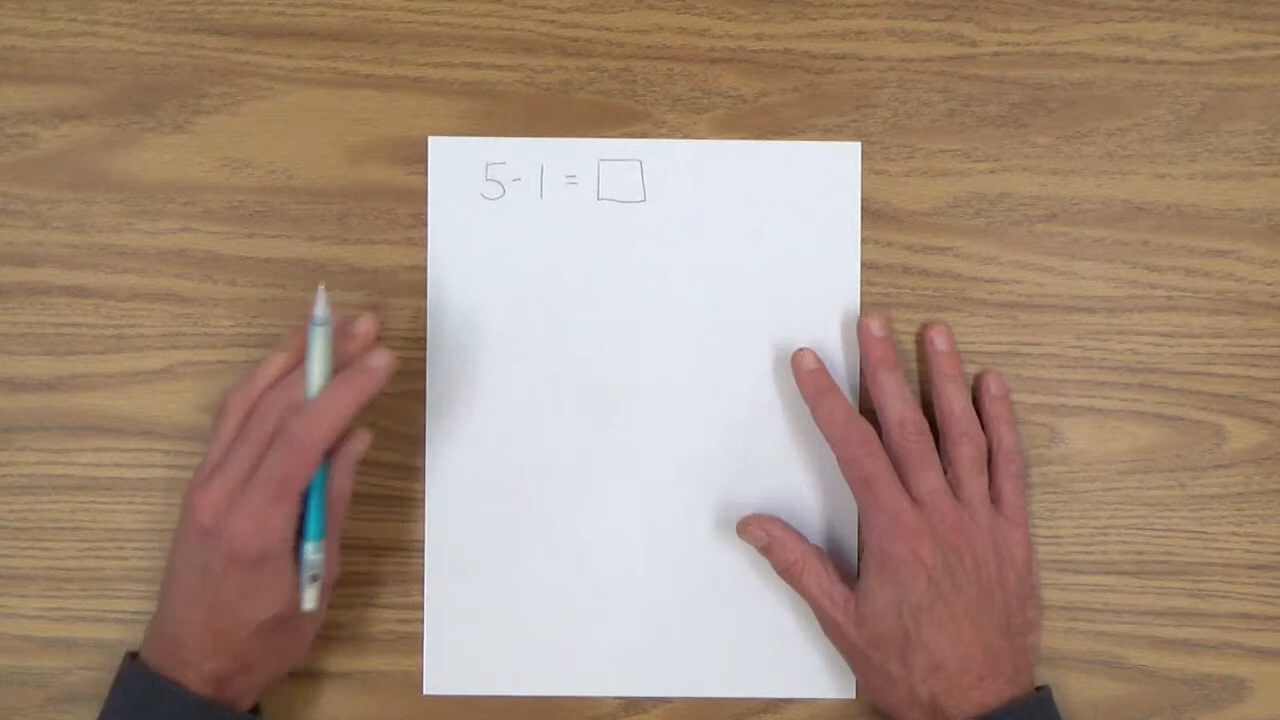 5 - 1 = □